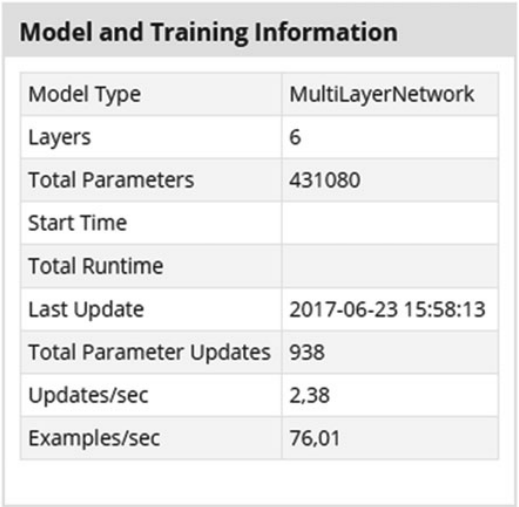 Model and Training Information
Model Type MultiLayerNetwork
Layers 6
Total Parameters 431080
Start Time
Total Runtime
Last Update 2017-06-23 15:58:13
Total Parameter Updates 938
Updates/sec 2,38
Examples/sec 76,01